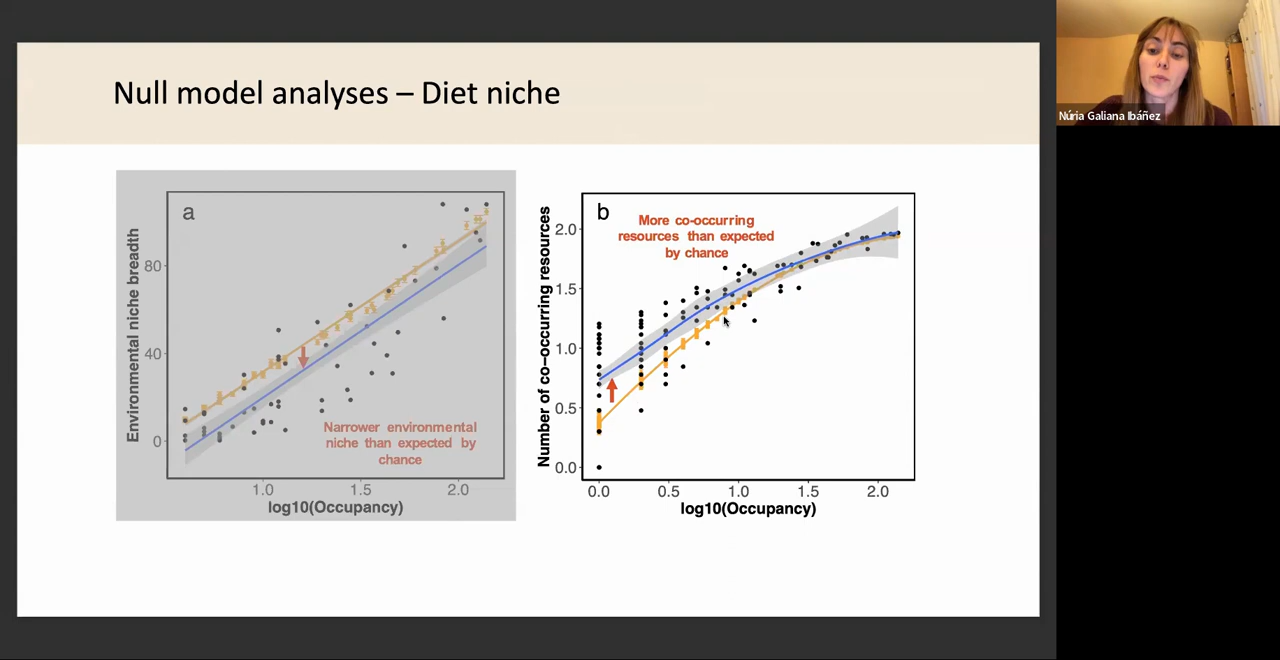 Null model analyses – Diet niche
Núria Galiana Ibáñez
a
Environmental niche breadth
80
40
0
Narrower environmental
niche than expected by
chance
1.0
1.5
2.0
log10(Occupancy)
b
More co-occurring
resources than expected
by chance
Number of co−occurring resources
2.0
1.5
1.0
0.5
0.0
0.0
0.5
1.0
1.5
2.0
log10(Occupancy)